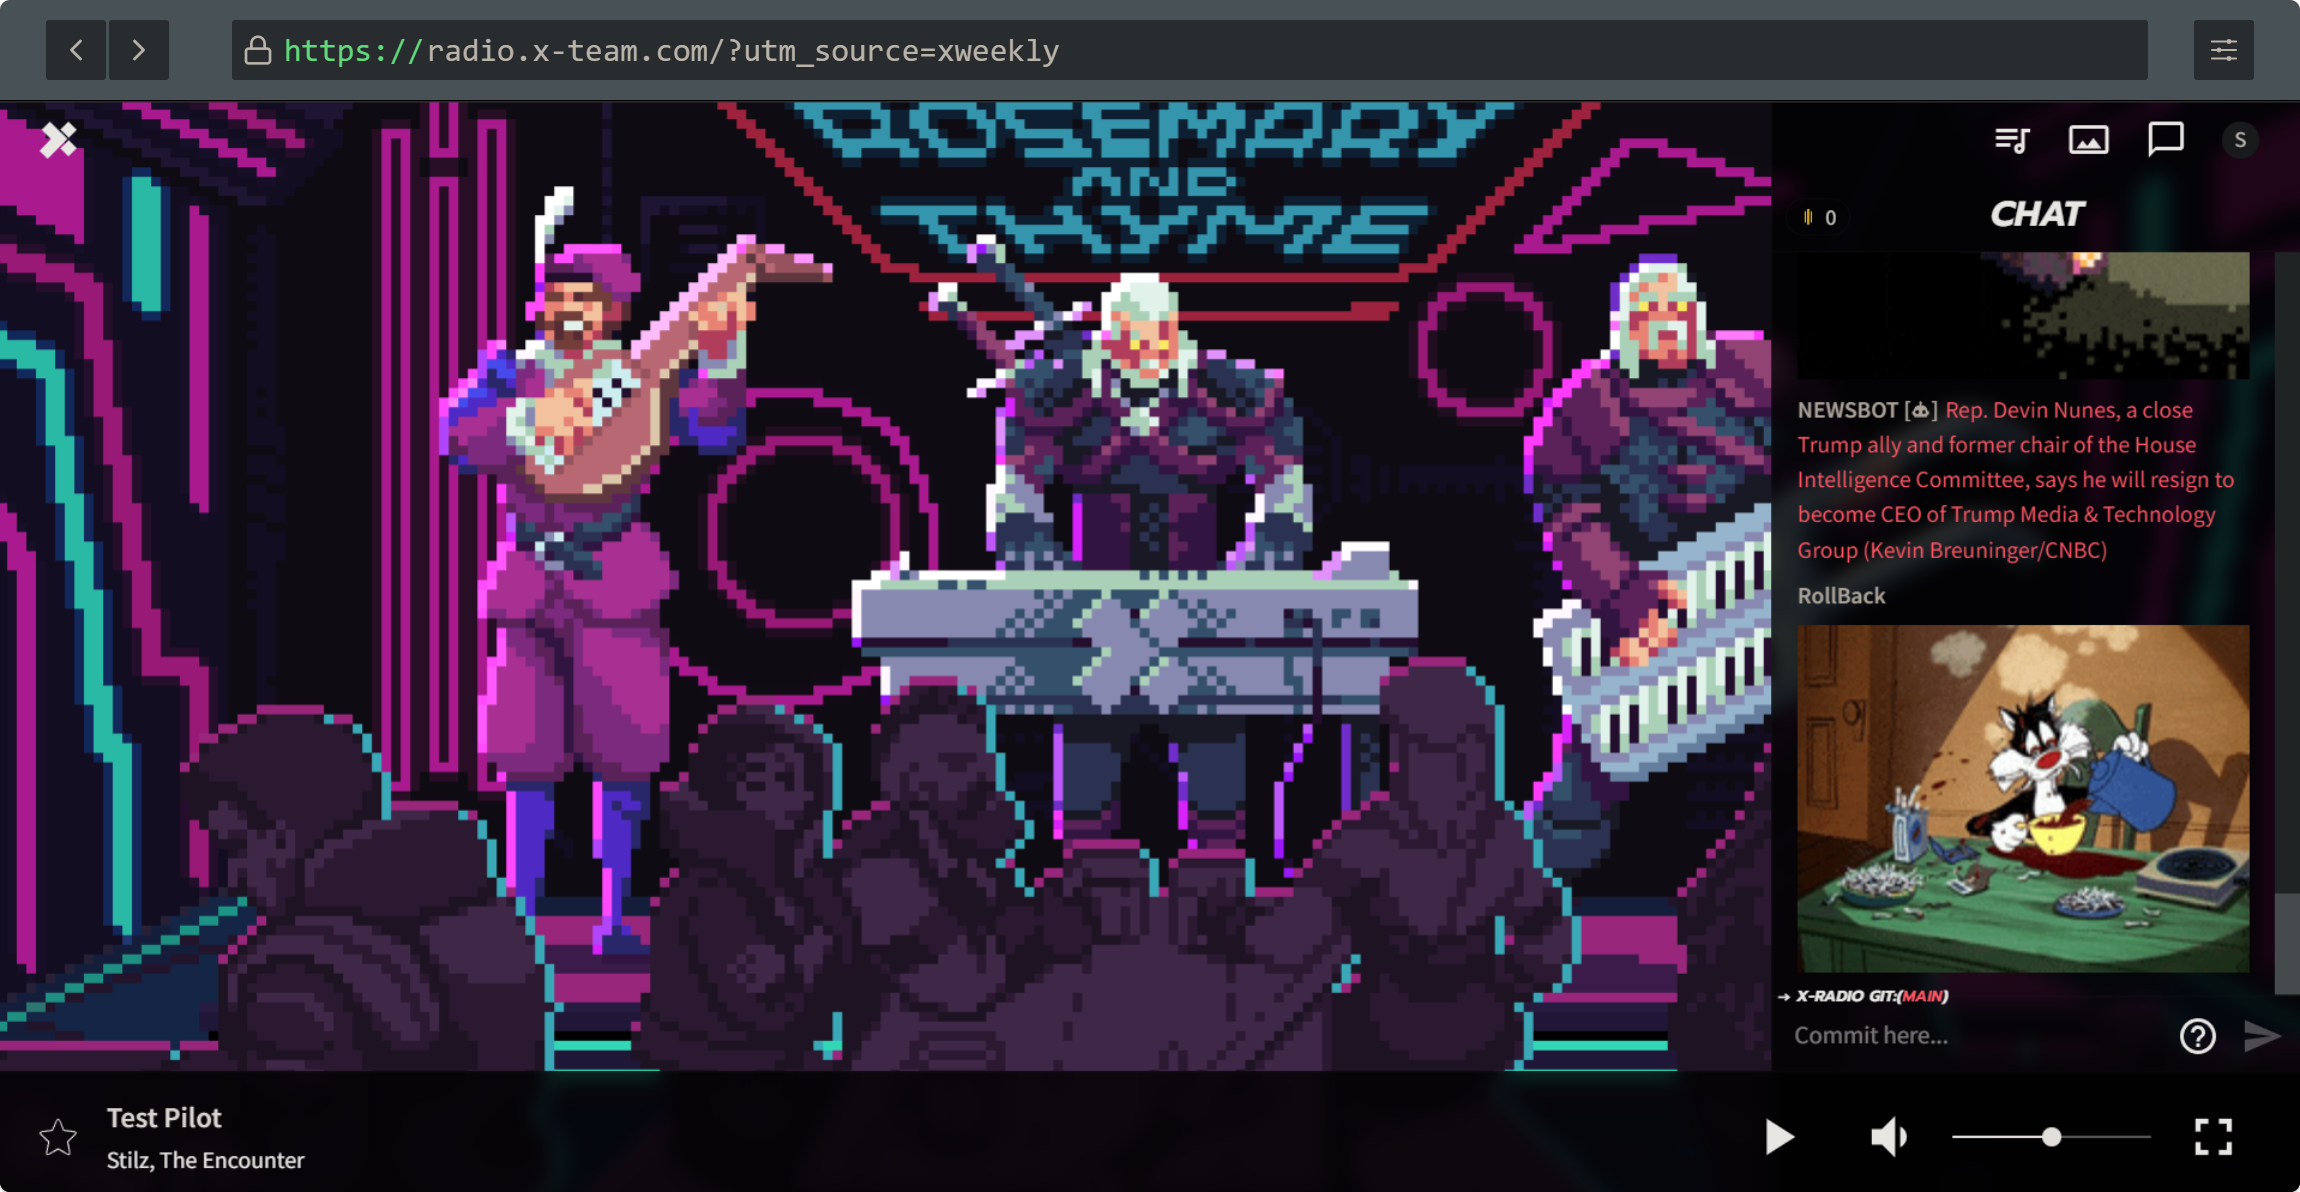 https://radio.x-team.com/?utm_source=xweekly
ROSEMARY
AND
THYME
S
0
CHAT
NEWSBOT [] Rep. Devin Nunes, a close
Trump ally and former chair of the House
Intelligence Committee, says he will resign to
become CEO of Trump Media & Technology
Group (Kevin Breuninger/CNBC)
RollBack
→ X-RADIO GIT:(MAIN)
Commit here...
Test Pilot
Stilz, The Encounter